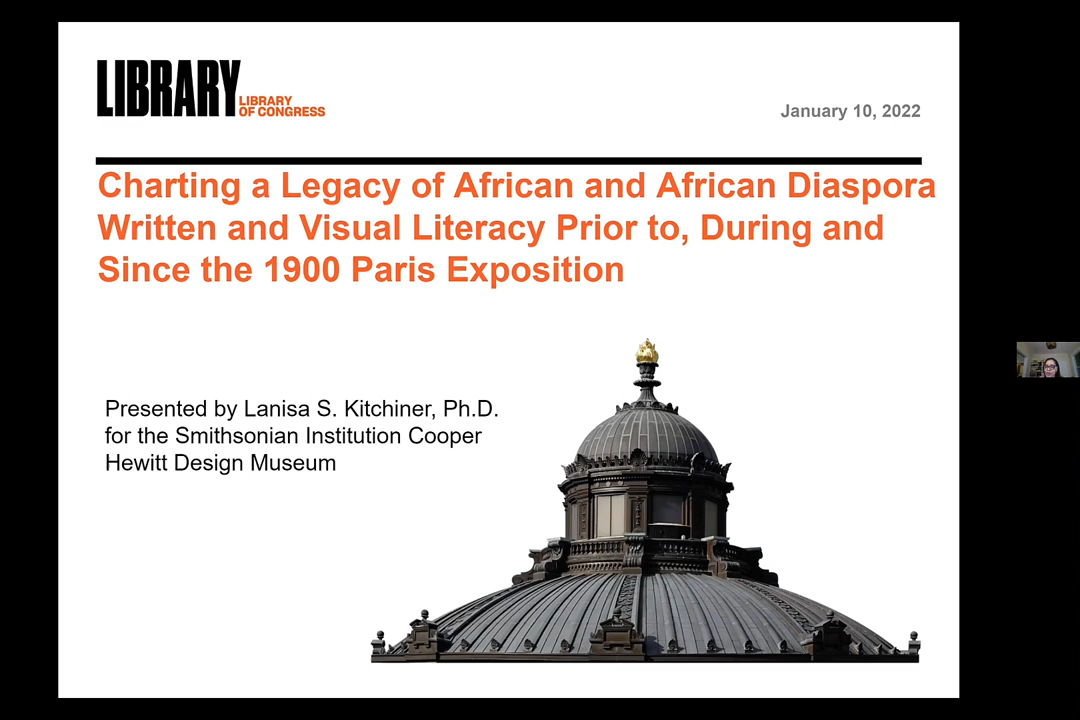 LIBRARY
LIBRARY
OF CONGRESS
January 10, 2022
Charting a Legacy of African and African Diaspora
Written and Visual Literacy Prior to, During and
Since the 1900 Paris Exposition
Presented by Lanisa S. Kitchiner, Ph.D.
for the Smithsonian Institution Cooper
Hewitt Design Museum